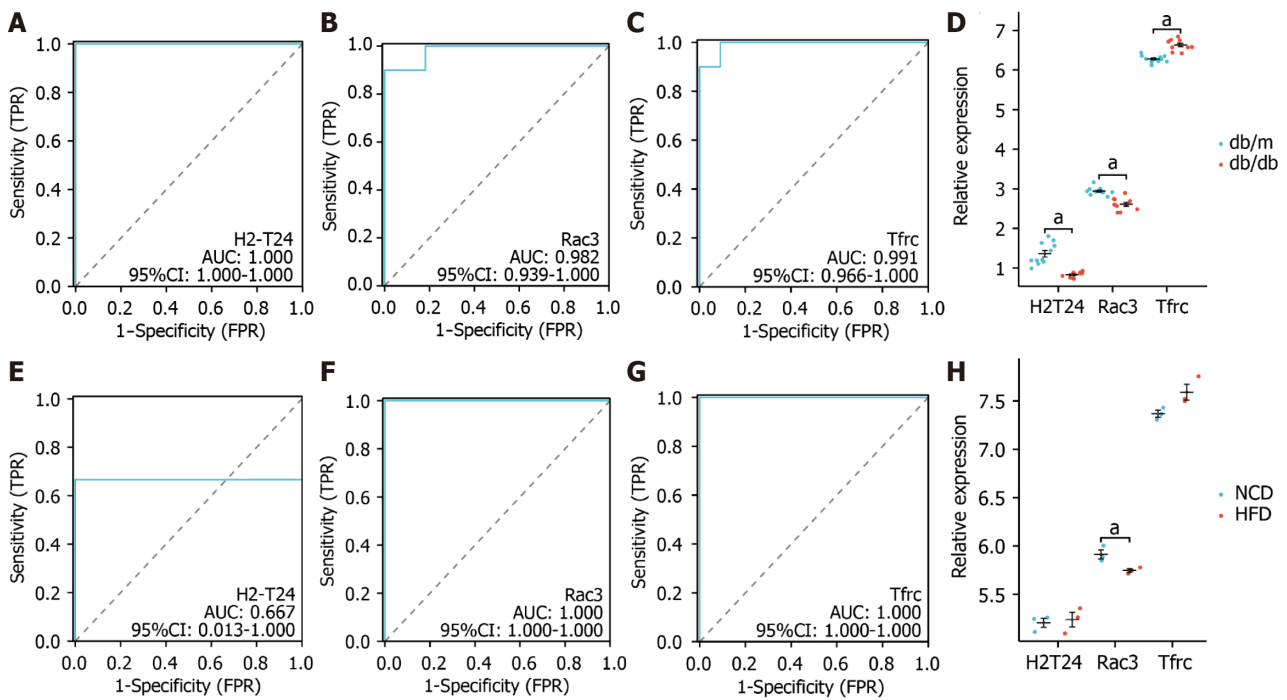 A
Sensitivity (TPR)
1.0
0.8
0.6
0.4
0.2
0.0
H2-T24
AUC: 1.000
95%CI: 1.000-1.000
0.0 0.2 0.4 0.6 0.8 1.0
1-Specificity (FPR)
B
Sensitivity (TPR)
1.0
0.8
0.6
0.4
0.2
0.0
Rac3
AUC: 0.982
95%CI: 0.939-1.000
0.0 0.2 0.4 0.6 0.8 1.0
1-Specificity (FPR)
C
Sensitivity (TPR)
1.0
0.8
0.6
0.4
0.2
0.0
Tfrc
AUC: 0.991
95%CI: 0.966-1.000
0.0 0.2 0.4 0.6 0.8 1.0
1-Specificity (FPR)
D
Relative expression
7
6
5
4
3
2
1
a
a
a
H2T24 Rac3 Tfrc
db/m
db/db
E
Sensitivity (TPR)
1.0
0.8
0.6
0.4
0.2
0.0
H2-T24
AUC: 0.667
95%CI: 0.013-1.000
0.0 0.2 0.4 0.6 0.8 1.0
1-Specificity (FPR)
F
Sensitivity (TPR)
1.0
0.8
0.6
0.4
0.2
0.0
Rac3
AUC: 1.000
95%CI: 1.000-1.000
0.0 0.2 0.4 0.6 0.8 1.0
1-Specificity (FPR)
G
Sensitivity (TPR)
1.0
0.8
0.6
0.4
0.2
0.0
Tfrc
AUC: 1.000
95%CI: 1.000-1.000
0.0 0.2 0.4 0.6 0.8 1.0
1-Specificity (FPR)
H
Relative expression
7.5
7.0
6.5
6.0
5.5
a
H2T24 Rac3 Tfrc
NCD
HFD